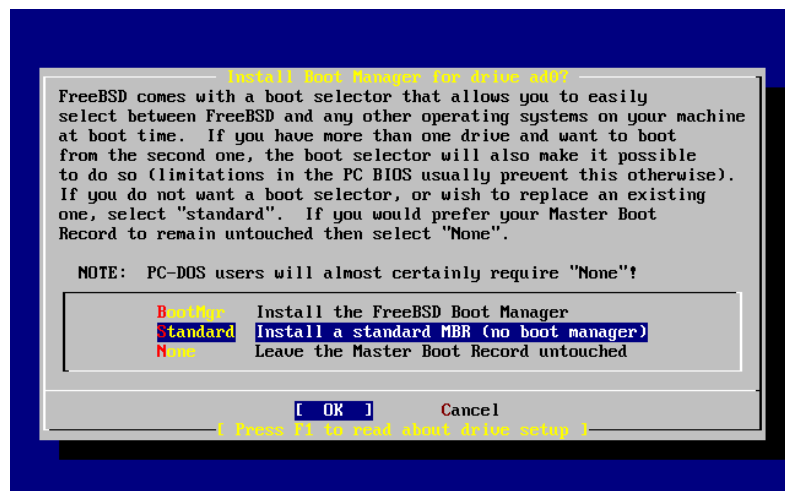 Install Boot Manager for drive ad0?
FreeBSD comes with a boot selector that allows you to easily
select between FreeBSD and any other operating systems on your machine
at boot time.  If you have more than one drive and want to boot
from the second one, the boot selector will also make it possible
to do so (limitations in the PC BIOS usually prevent this otherwise).
If you do not want a boot selector, or wish to replace an existing
one, select "standard".  If you would prefer your Master Boot
Record to remain untouched then select "None".
NOTE:  PC-DOS users will almost certainly require "None"!
BootMgr   Install the FreeBSD Boot Manager
Standard  Install a standard MBR (no boot manager)
None      Leave the Master Boot Record untouched
[  OK  ]       Cancel
[ Press F1 to read about drive setup ]